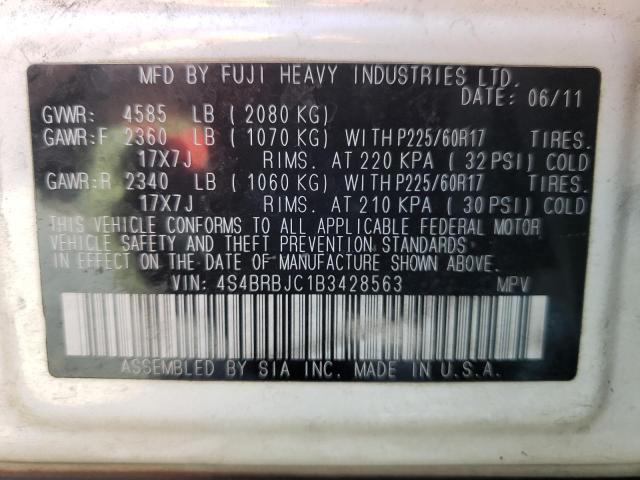 MFD BY FUJI HEAVY INDUSTRIES LTD.
DATE: 06/11
GVWR: 4585 LB ( 2080 KG)
GAWR:F 2360 LB ( 1070 KG) WITH P225/60R17 TIRES.
17X7J RIMS. AT 220 KPA ( 32 PSI) COLD
GAWR:R 2340 LB ( 1060 KG) WITH P225/60R17 TIRES.
17X7J RIMS. AT 210 KPA ( 30 PSI) COLD
THIS VEHICLE CONFORMS TO ALL APPLICABLE FEDERAL MOTOR
VEHICLE SAFETY AND THEFT PREVENTION STANDARDS
IN EFFECT ON THE DATE OF MANUFACTURE SHOWN ABOVE.
VIN: 4S4BRBJC1B3428563 MPV
ASSEMBLED BY SIA INC. MADE IN U.S.A.